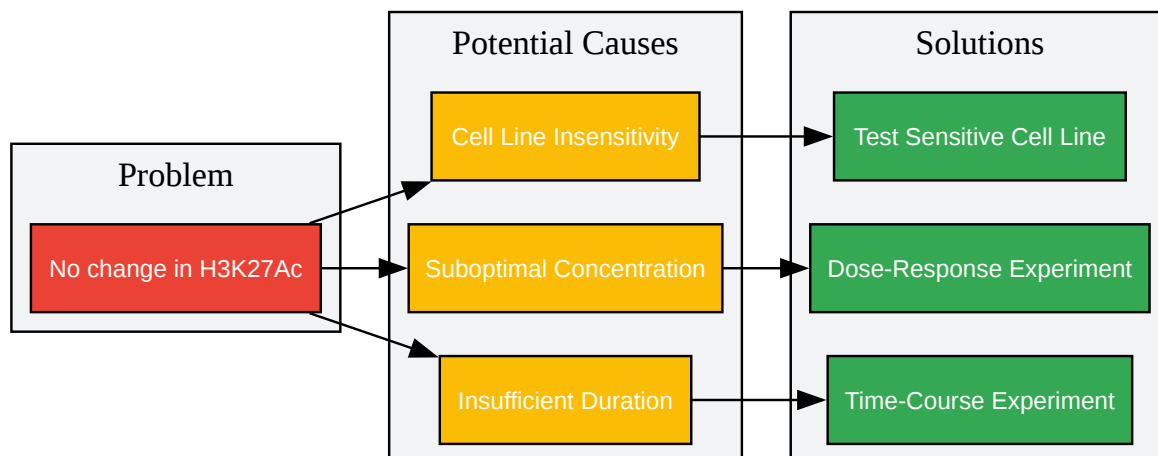 Problem
No change in H3K27Ac
Potential Causes
Cell Line Insensitivity
Suboptimal Concentration
Insufficient Duration
Solutions
Test Sensitive Cell Line
Dose-Response Experiment
Time-Course Experiment